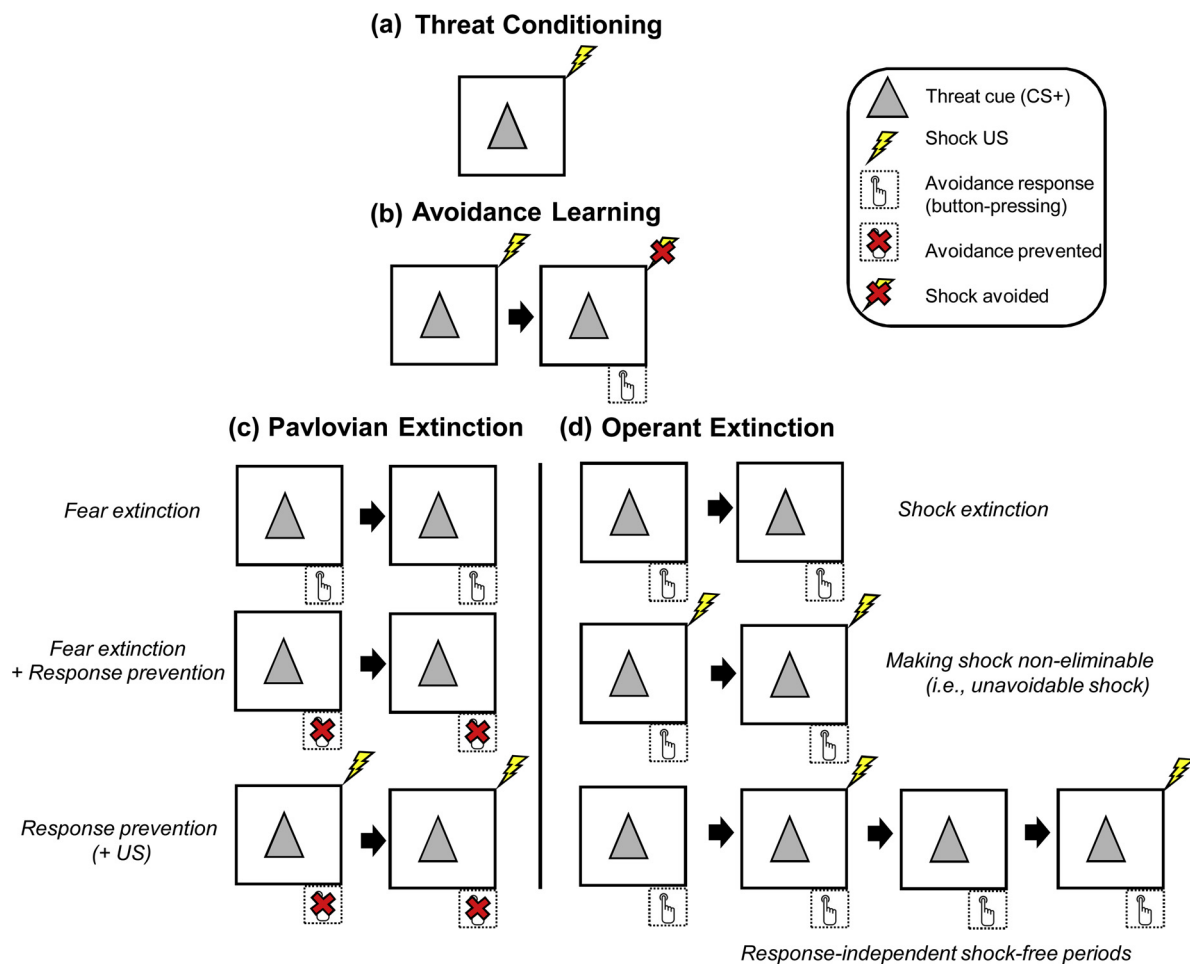 (a) Threat Conditioning
Threat cue (CS+)
Shock US
Avoidance response
(button-pressing)
Avoidance prevented
Shock avoided
(b) Avoidance Learning
(c) Pavlovian Extinction
Fear extinction
Fear extinction
+ Response prevention
Response prevention
(+ US)
(d) Operant Extinction
Shock extinction
Making shock non-eliminable
(i.e., unavoidable shock)
Response-independent shock-free periods